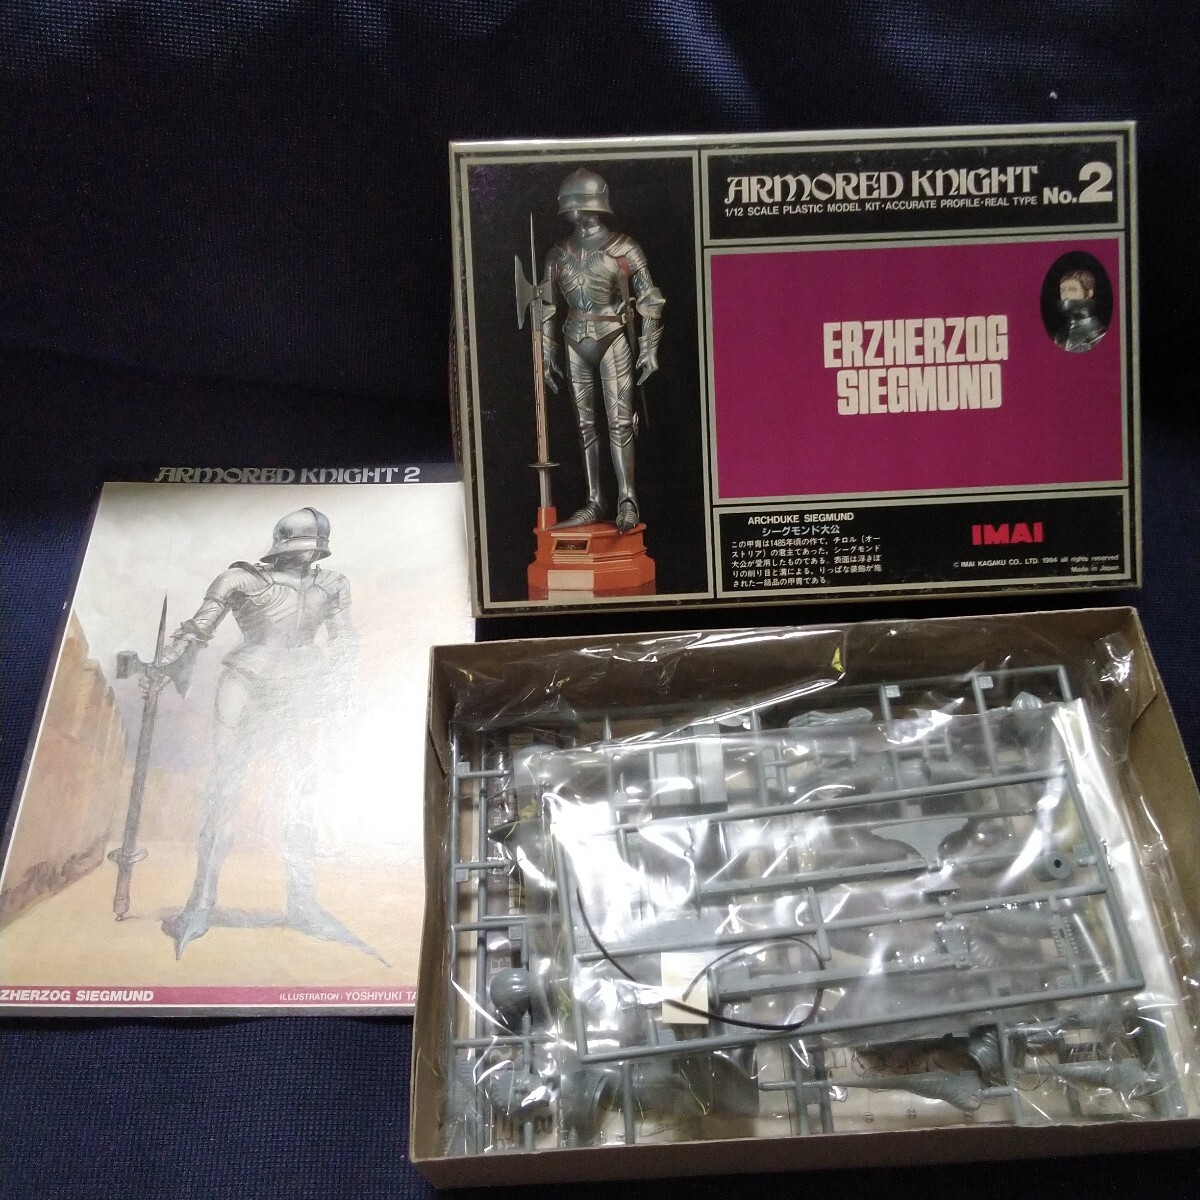 ARMORED KNIGHT No.2
1/12 SCALE PLASTIC MODEL KIT・ACCURATE PROFILE・REAL TYPE
ERZHERZOG
SIEGMUND
ARCHDUKE SIEGMUND
シーグモンド大公
この甲冑は1485年頃の作で、チロル(オー
ストリア)の君主であった、シーグモンド
大公が愛用したものである。表面は浮きぼ
りの削り目と溝による、りっぱな装飾が施
された一級品の甲冑である。
IMAI
© IMAI KAGAKU CO., LTD. 1984 all rights reserved
Made in Japan
ARMORED KNIGHT 2
ZHERZOG SIEGMUND
ILLUSTRATION: YOSHIYUKI TA